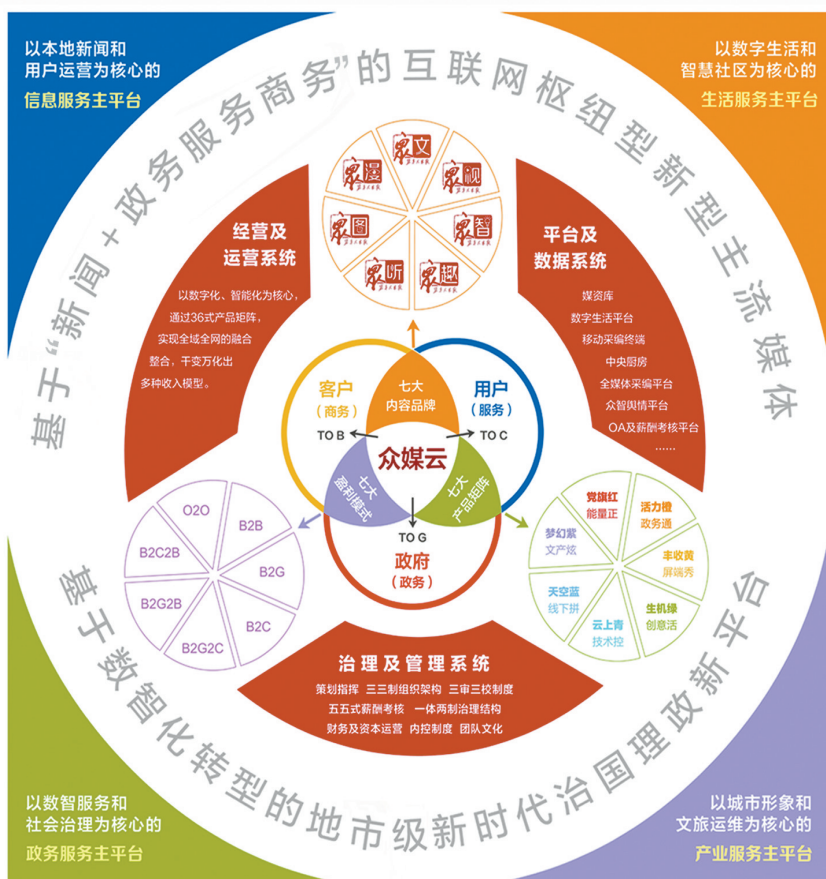 以本地新闻和
用户运营为核心的
信息服务主平台
以数字生活和
智慧社区为核心的
生活服务主平台
基于"新闻+政务服务商务"的互联网枢纽型新型主流媒体
众文
众视
众智
众趣
众听
众图
众漫
经营及
运营系统
以数字化、智能化为核心,
通过36式产品矩阵,
实现全域全网的融合
整合，千变万化出
多种收入模型。
平台及
数据系统
媒资库
数字生活平台
移动采编终端
中央厨房
全媒体采编平台
众智舆情平台
OA及薪酬考核平台
……
客户
（商务）
七大
内容品牌
用户
（服务）
TO B
TO C
众媒云
七大
盈利模式
七大
产品矩阵
TO G
政府
（政务）
O2O
B2B
B2G
B2C
B2G2C
B2G2B
B2C2B
党旗红
能量正
活力橙
政务通
丰收黄
屏端秀
生机绿
创意活
云上青
技术控
天空蓝
线下拼
梦幻紫
文产炫
治理及管理系统
策划指挥 三三制组织架构 三审三校制度
五五式薪酬考核 一体两制治理结构
财务及资本运营 内控制度 团队文化
基于数智化转型的地市级新时代治国理政新平台
以数智服务和
社会治理为核心的
政务服务主平台
以城市形象和
文旅运维为核心的
产业服务主平台